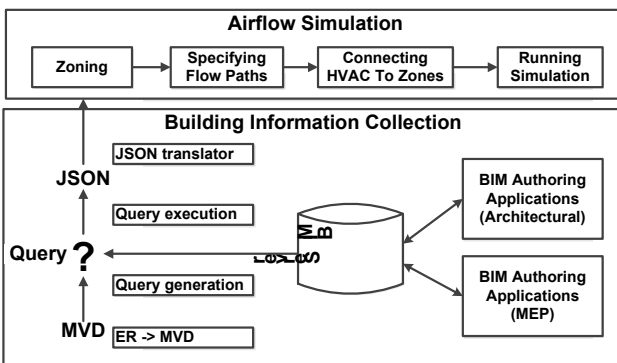 Airflow Simulation
Zoning
Specifying
Flow Paths
Connecting
HVAC To Zones
Running
Simulation
Building Information Collection
JSON translator
JSON
Query execution
Query ?
Query generation
MVD
ER -> MVD
BIM Authoring
Applications
(Architectural)
BIM Authoring
Applications
(MEP)